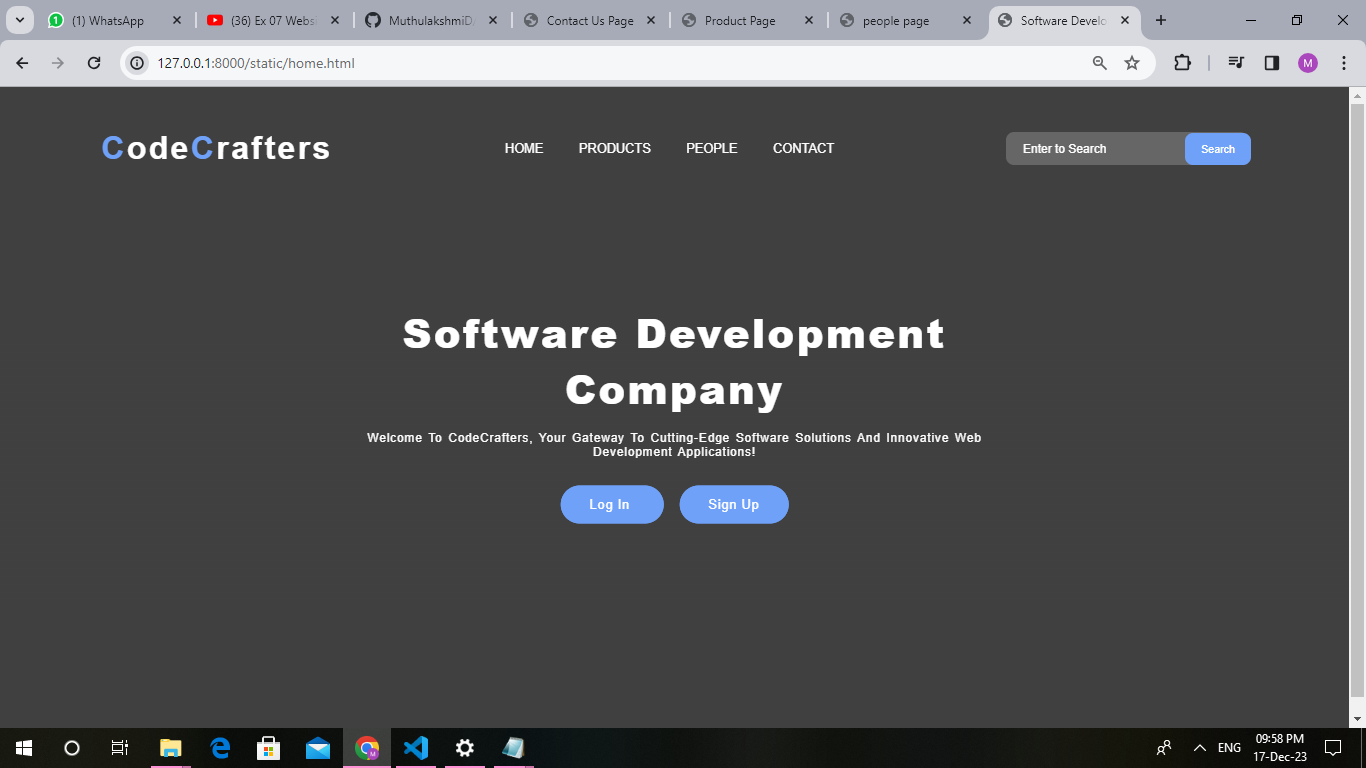 (1) WhatsApp
(36) Ex 07 Websi
MuthulakshmiD
Contact Us Page
Product Page
people page
Software Develo
127.0.0.1:8000/static/home.html
M
CodeCrafters
HOME
PRODUCTS
PEOPLE
CONTACT
Enter to Search
Search
Software Development
Company
Welcome To CodeCrafters, Your Gateway To Cutting-Edge Software Solutions And Innovative Web
Development Applications!
Log In
Sign Up
ENG
09:58 PM
17-Dec-23